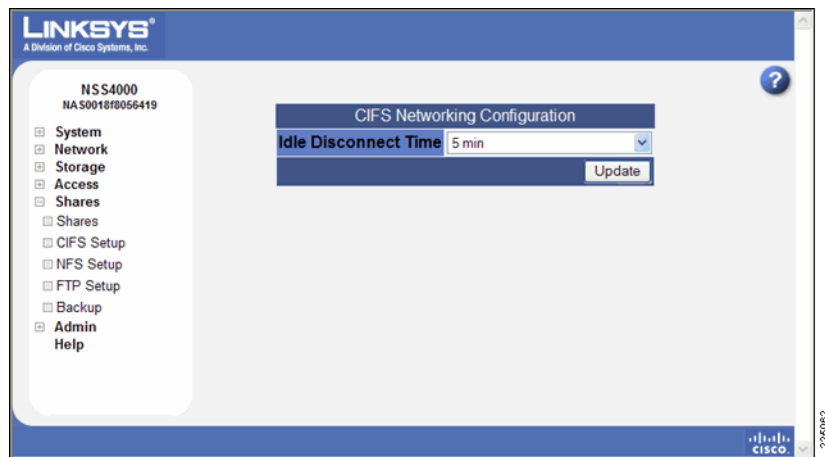 LINKSYS®
A Division of Cisco Systems, Inc.
NSS4000
NAS0018f8056419
System
Network
Storage
Access
Shares
Shares
CIFS Setup
NFS Setup
FTP Setup
Backup
Admin
Help
?
CIFS Networking Configuration
Idle Disconnect Time 5 min
Update
CISCO.